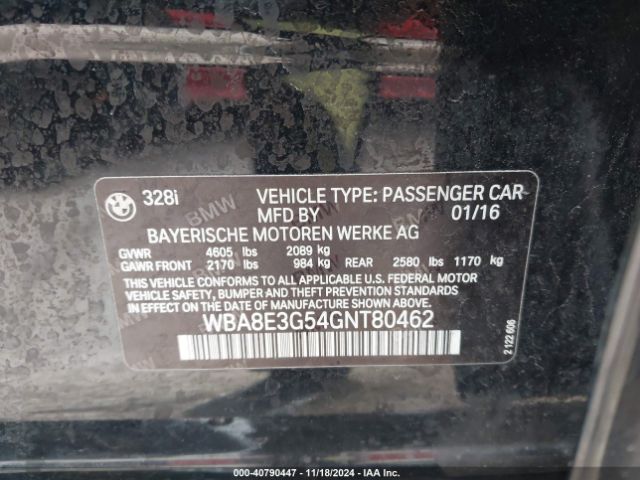 328i VEHICLE TYPE: PASSENGER CAR
MFD BY 01/16
BAYERISCHE MOTOREN WERKE AG
GVWR 4605 lbs 2089 kg
GAWR FRONT 2170 lbs 984 kg REAR 2580 lbs 1170 kg
THIS VEHICLE CONFORMS TO ALL APPLICABLE U.S. FEDERAL MOTOR
VEHICLE SAFETY, BUMPER AND THEFT PREVENTION STANDARDS
IN EFFECT ON THE DATE OF MANUFACTURE SHOWN ABOVE.
WBA8E3G54GNT80462
2 122 606
WB-40790447 - 11/18/2024 - IAA Inc.